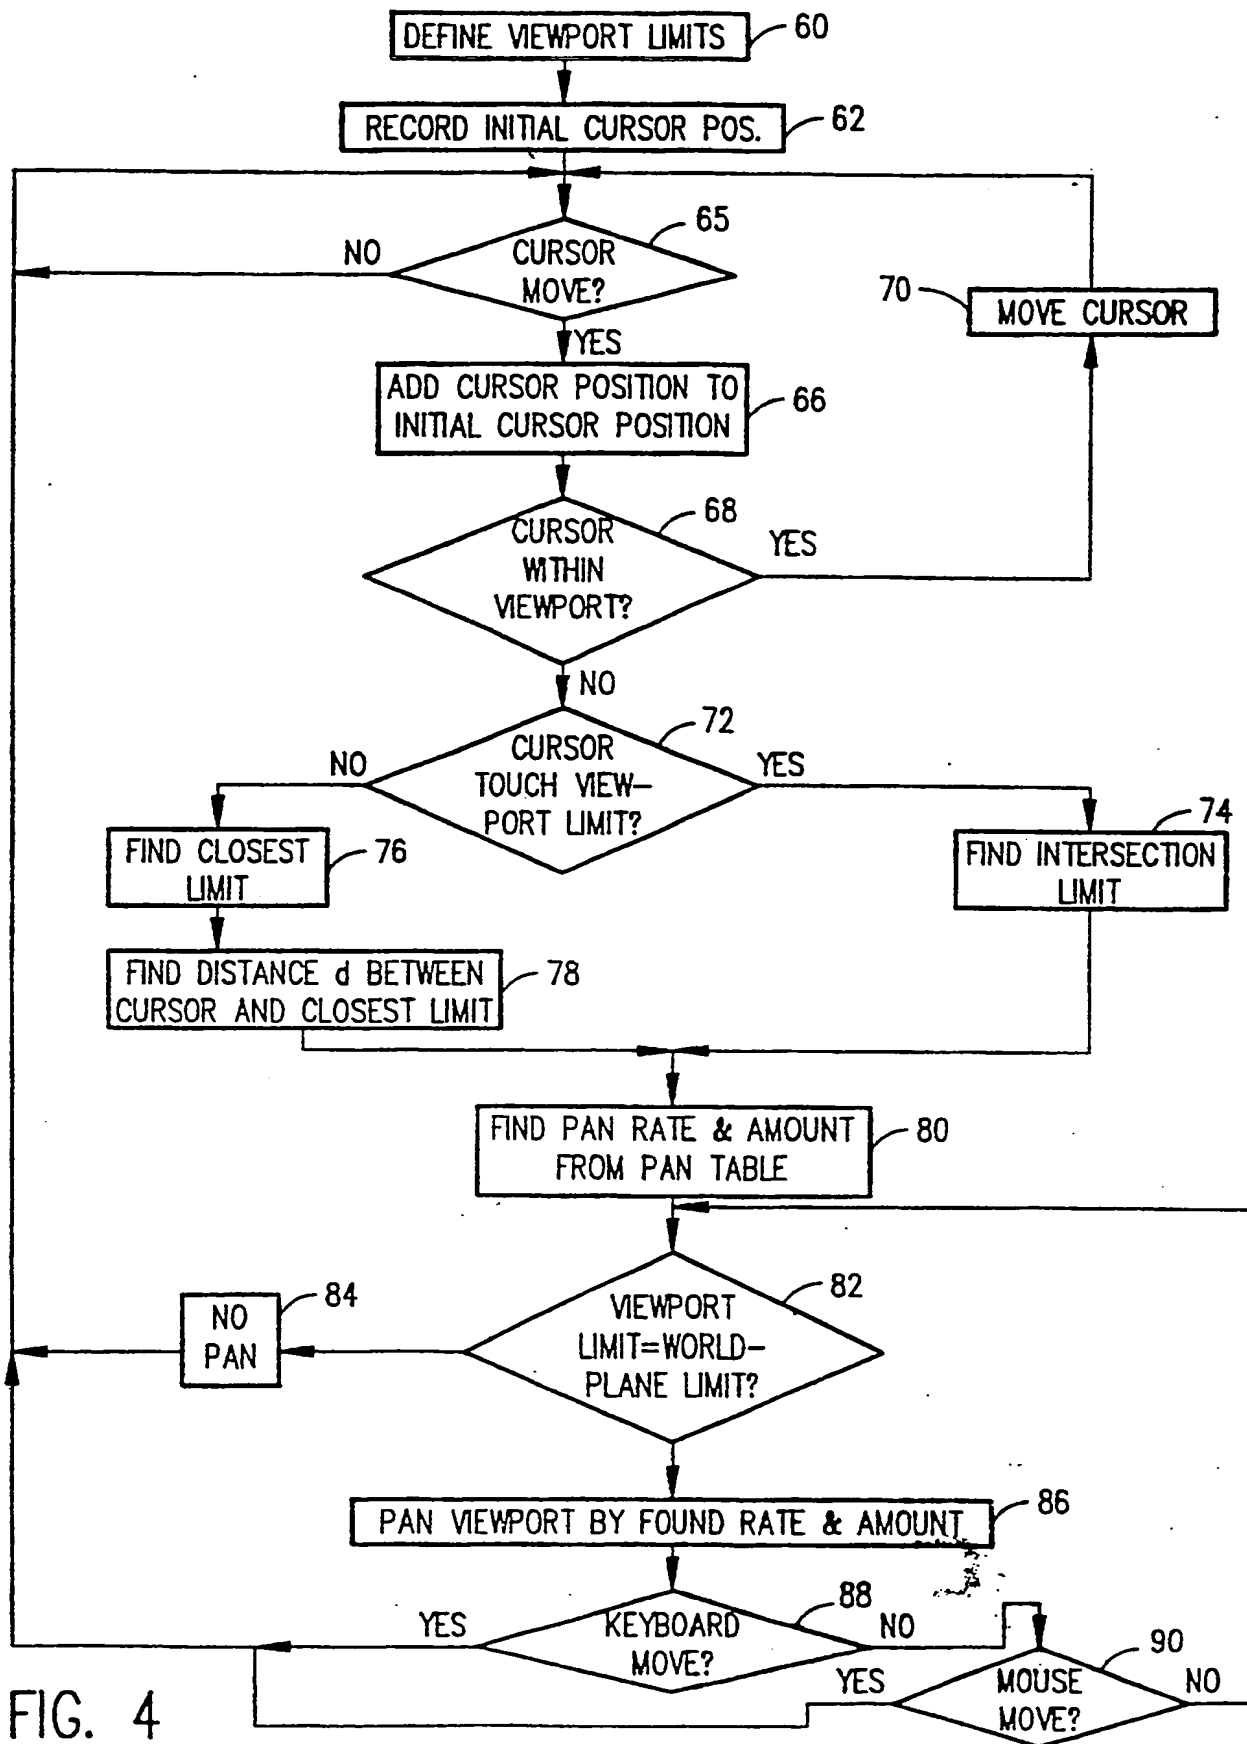 DEFINE VIEWPORT LIMITS
60
RECORD INITIAL CURSOR POS.
62
65
NO
CURSOR
MOVE?
70
MOVE CURSOR
YES
ADD CURSOR POSITION TO
INITIAL CURSOR POSITION
66
68
CURSOR
WITHIN
VIEWPORT?
YES
NO
72
NO
CURSOR
TOUCH VIEW-
PORT LIMIT?
YES
74
FIND CLOSEST
LIMIT
76
FIND INTERSECTION
LIMIT
FIND DISTANCE d BETWEEN
CURSOR AND CLOSEST LIMIT
78
FIND PAN RATE & AMOUNT
FROM PAN TABLE
80
82
84
NO
PAN
VIEWPORT
LIMIT=WORLD-
PLANE LIMIT?
PAN VIEWPORT BY FOUND RATE & AMOUNT
86
88
YES
KEYBOARD
MOVE?
NO
90
YES
MOUSE
MOVE?
NO
FIG. 4